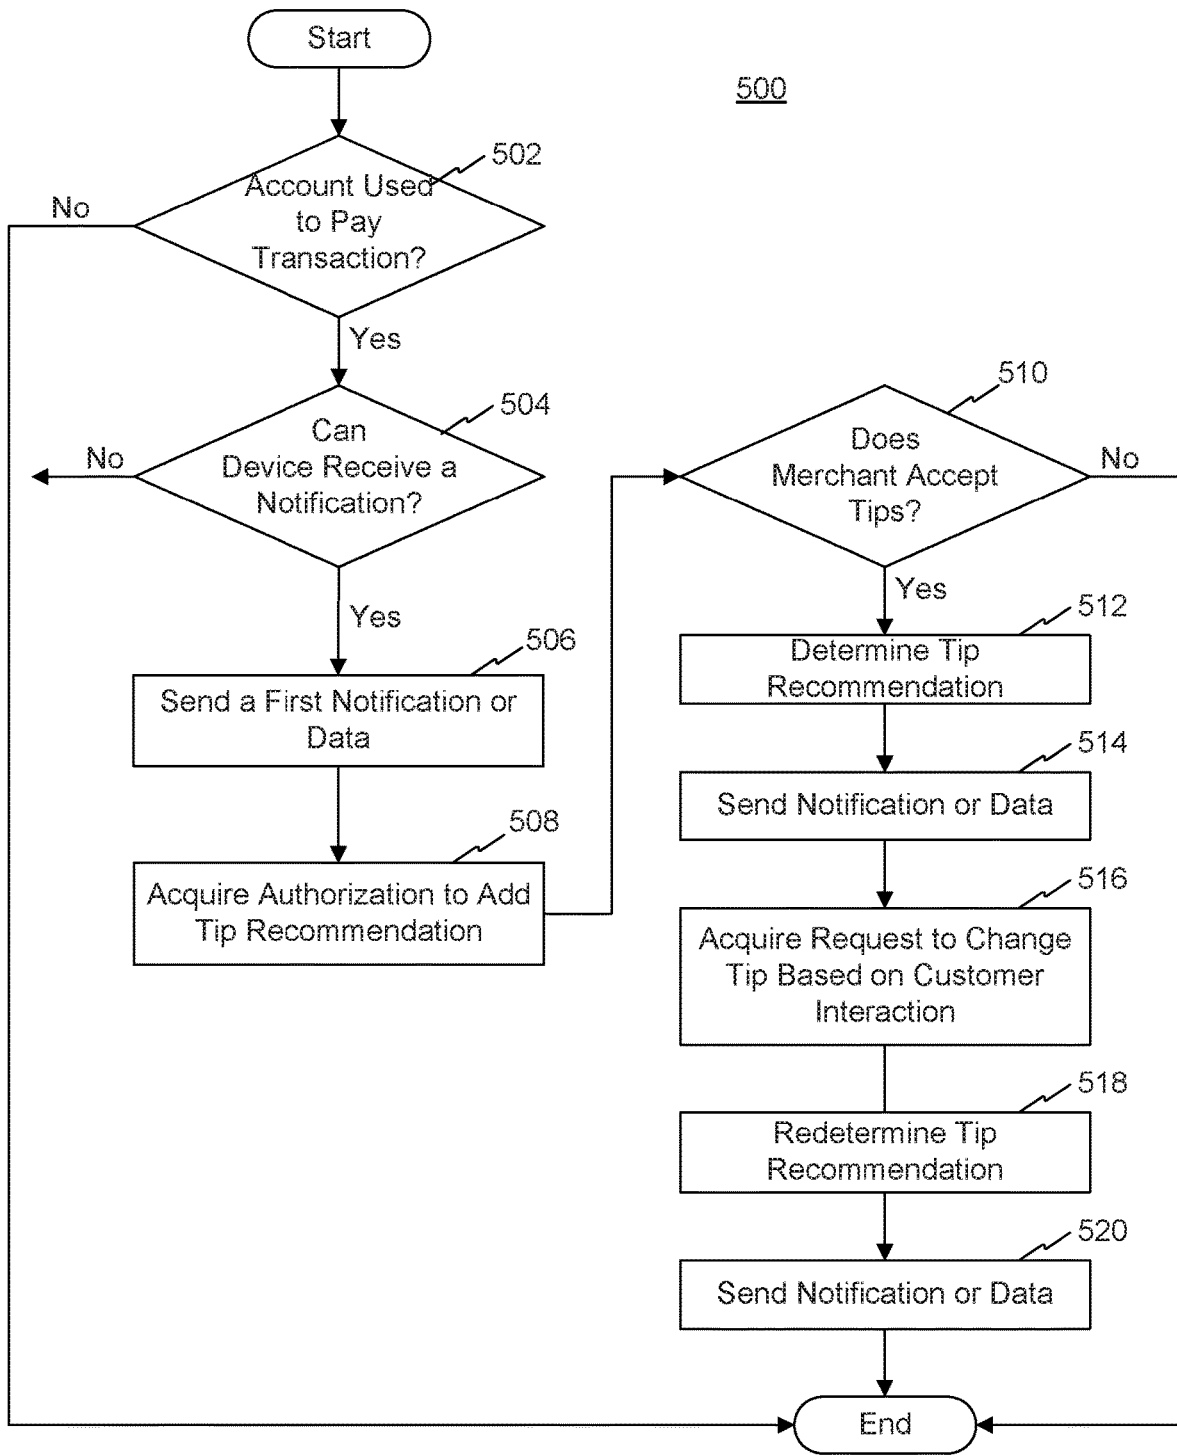 Start
500
502
Account Used
to Pay
Transaction?
No
Yes
504
Can
Device Receive a
Notification?
No
Yes
506
Send a First Notification or
Data
508
Acquire Authorization to Add
Tip Recommendation
510
Does
Merchant Accept
Tips?
No
Yes
512
Determine Tip
Recommendation
514
Send Notification or Data
516
Acquire Request to Change
Tip Based on Customer
Interaction
518
Redetermine Tip
Recommendation
520
Send Notification or Data
End